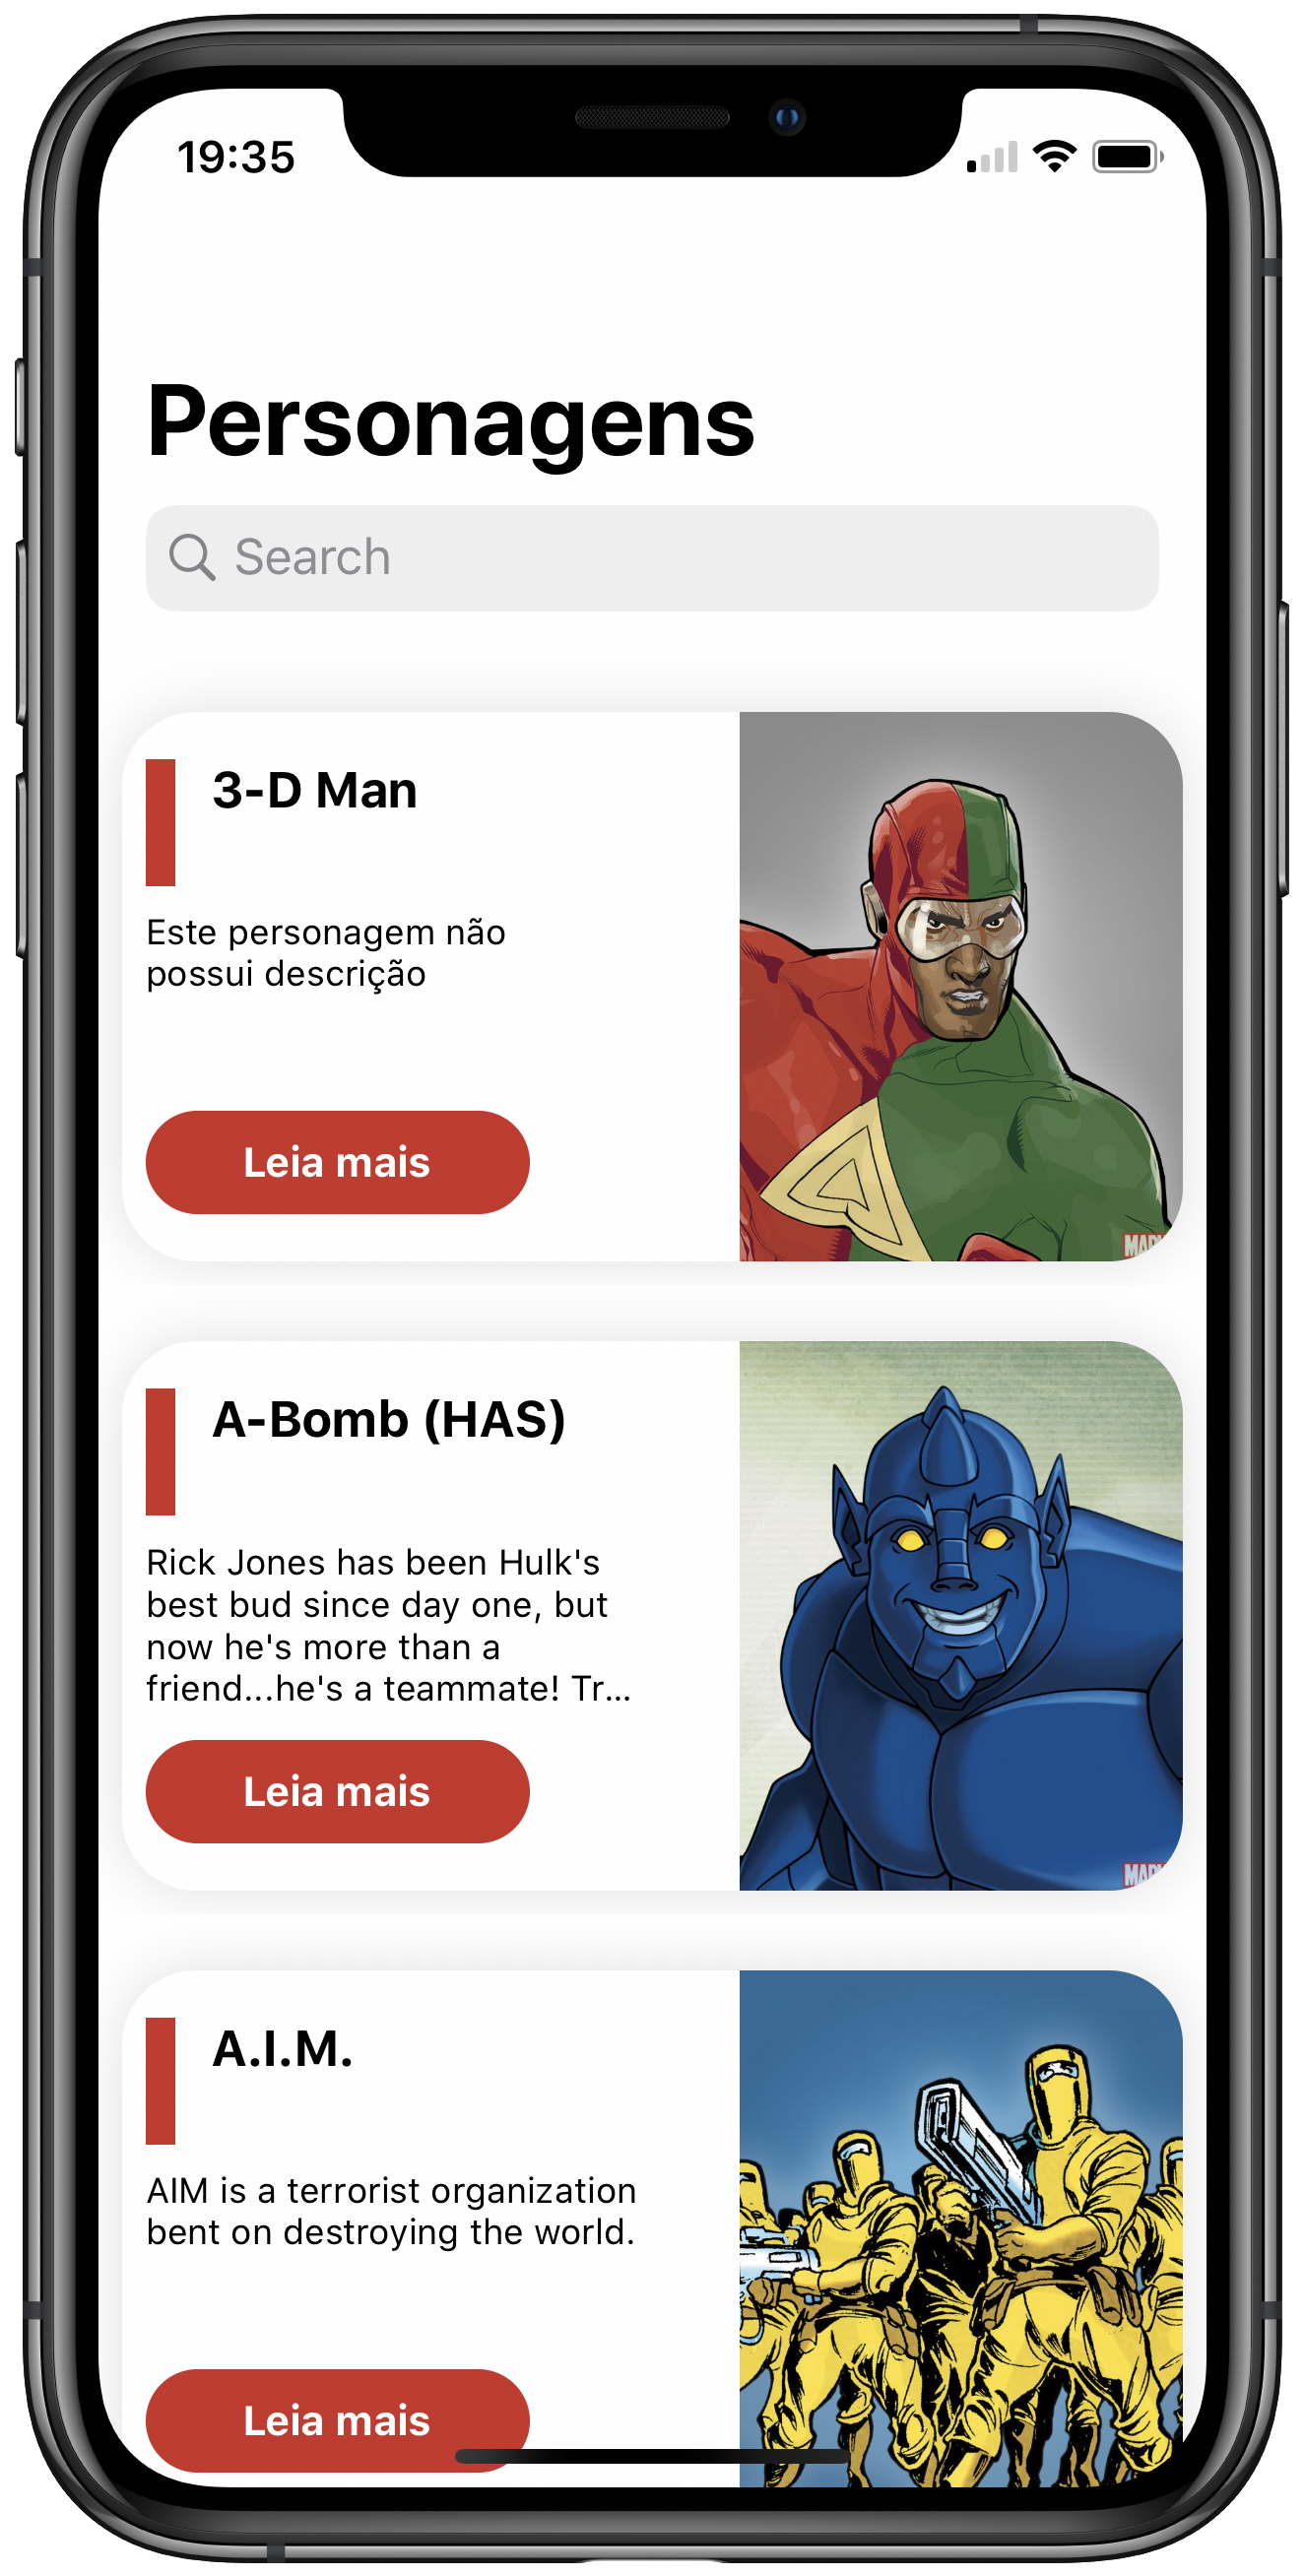 19:35
Personagens
Search
3-D Man
Este personagem não
possui descrição
Leia mais
A-Bomb (HAS)
Rick Jones has been Hulk's
best bud since day one, but
now he's more than a
friend...he's a teammate! Tr...
Leia mais
A.I.M.
AIM is a terrorist organization
bent on destroying the world.
Leia mais